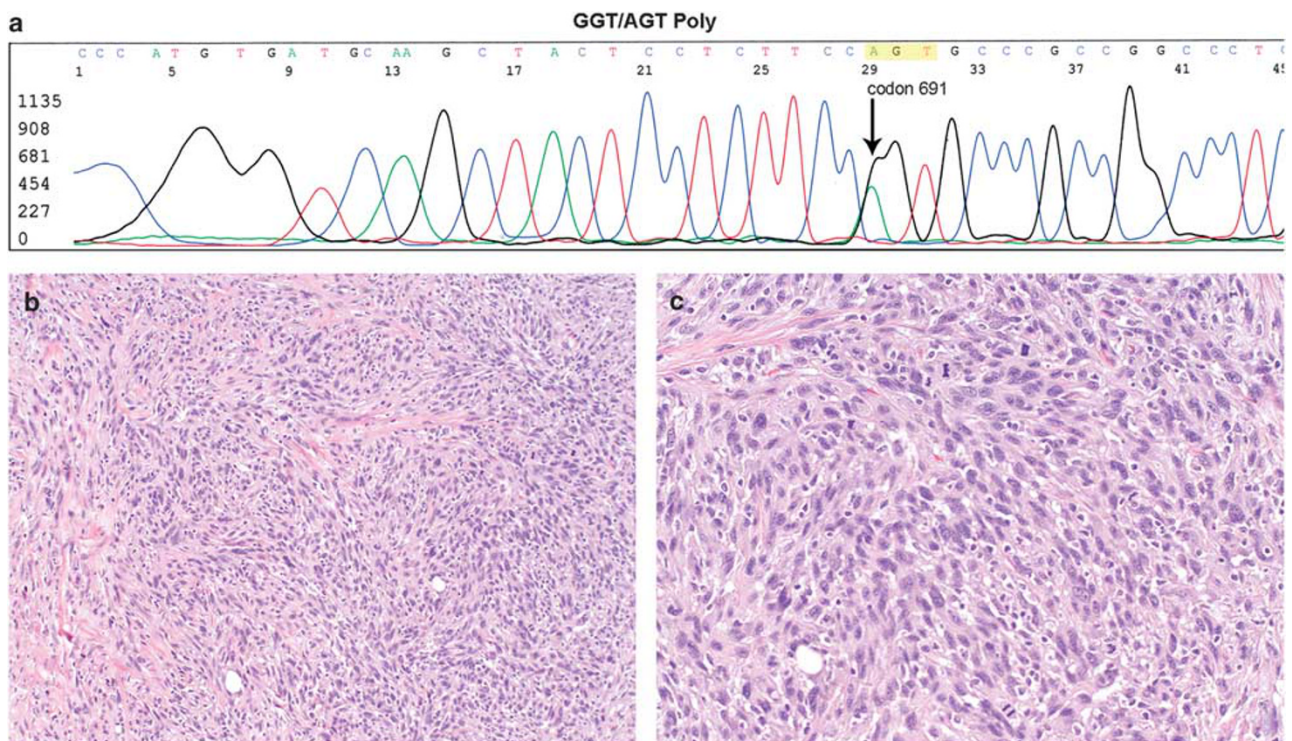 a
GGT/AGT Poly
C C C A T G T G A T G C A A G C T A C T C C T C T T C C A G T G C C C G C C G G C C C T C
1 5 9 13 17 21 25 29 33 37 41 45
codon 691
1135
908
681
454
227
0
b
c